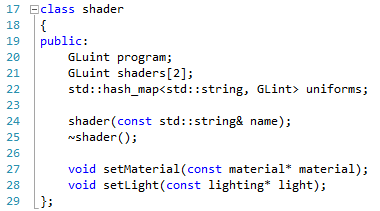 17 class shader
18 {
19 public:
20 GLuint program;
21 GLuint shaders[2];
22 std::hash_map<std::string, GLint> uniforms;
23
24 shader(const std::string& name);
25 ~shader();
26
27 void setMaterial(const material* material);
28 void setLight(const lighting* light);
29 };